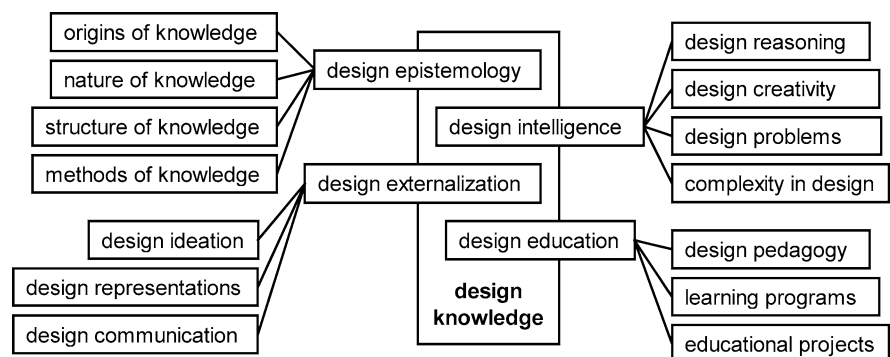 origins of knowledge
nature of knowledge
structure of knowledge
methods of knowledge
design epistemology
design externalization
design ideation
design representations
design communication
design intelligence
design education
design
knowledge
design reasoning
design creativity
design problems
complexity in design
design pedagogy
learning programs
educational projects